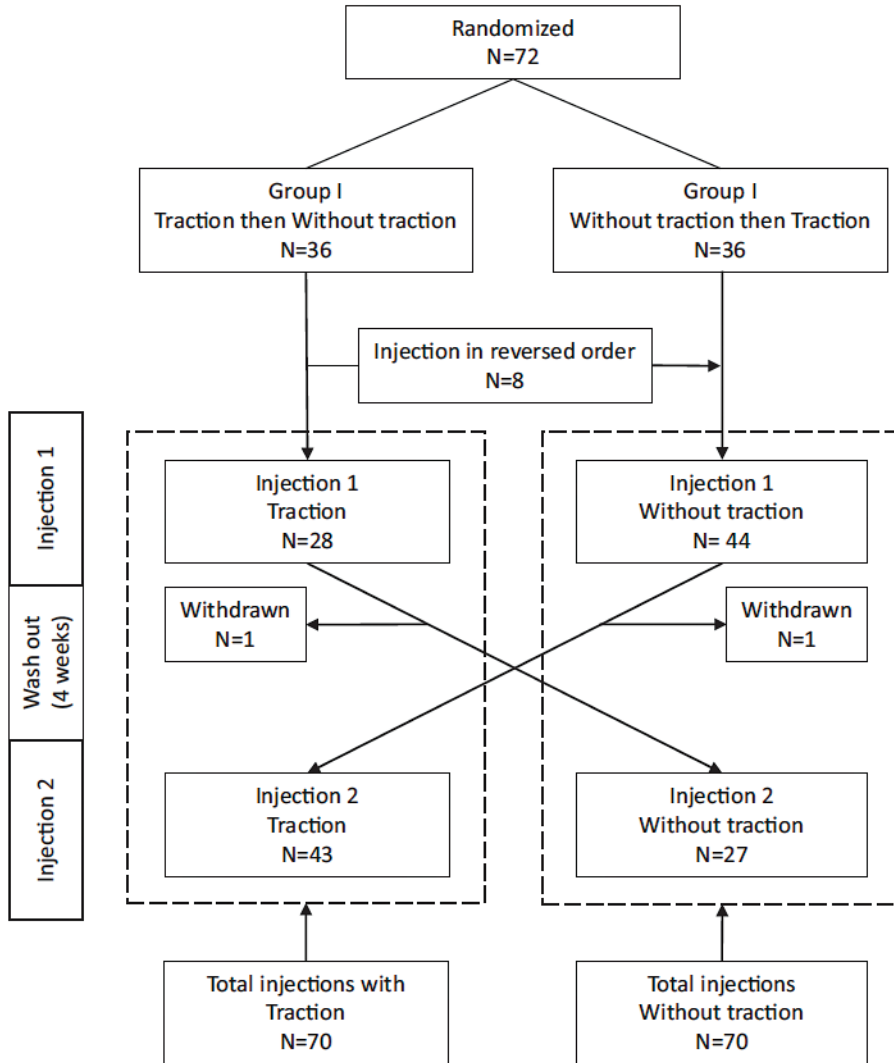 Randomized
N=72
Group I
Traction then Without traction
N=36
Group I
Without traction then Traction
N=36
Injection in reversed order
N=8
Injection 1
Injection 1
Traction
N=28
Injection 1
Without traction
N= 44
Wash out
(4 weeks)
Withdrawn
N=1
Withdrawn
N=1
Injection 2
Injection 2
Traction
N=43
Injection 2
Without traction
N=27
Total injections with
Traction
N=70
Total injections
Without traction
N=70